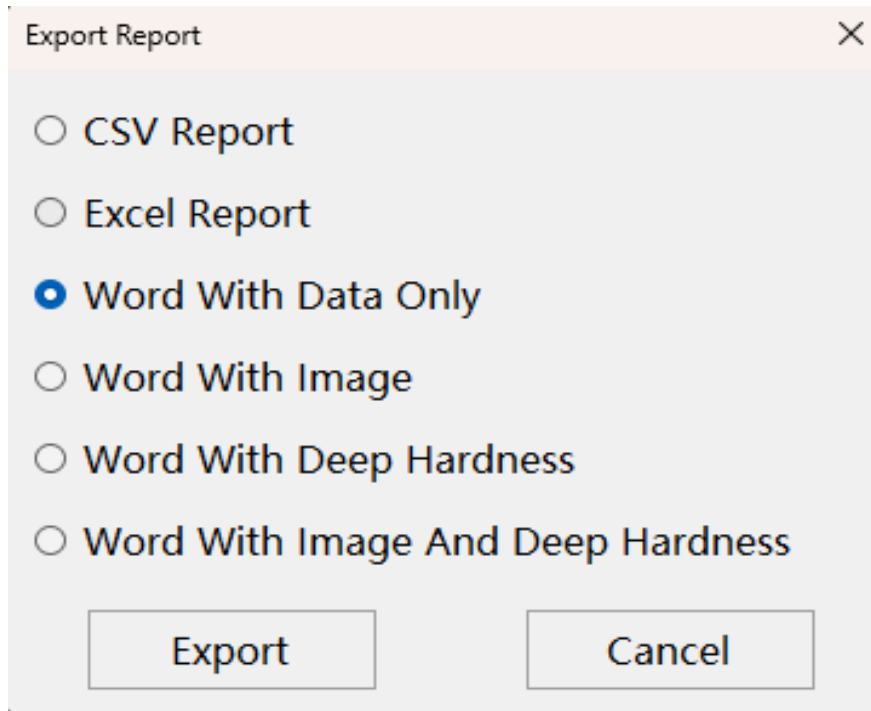 Export Report
CSV Report
Excel Report
Word With Data Only
Word With Image
Word With Deep Hardness
Word With Image And Deep Hardness
Export Cancel